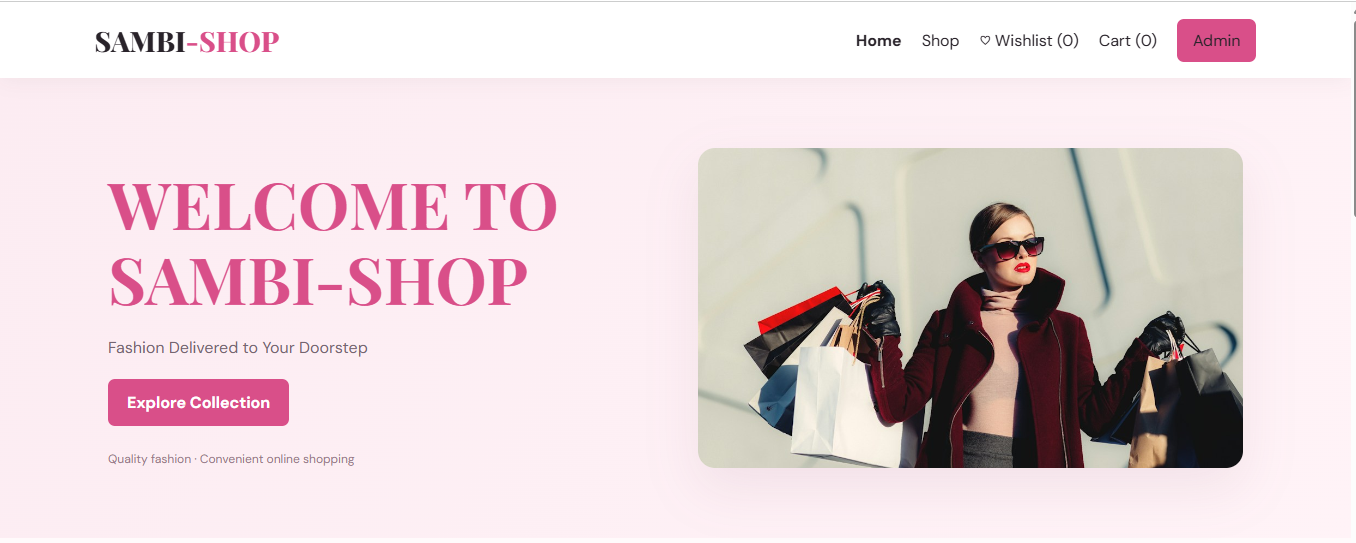 SAMBI-SHOP
Home Shop ♡ Wishlist (0) Cart (0) Admin
WELCOME TO
SAMBI-SHOP
Fashion Delivered to Your Doorstep
Explore Collection
Quality fashion · Convenient online shopping